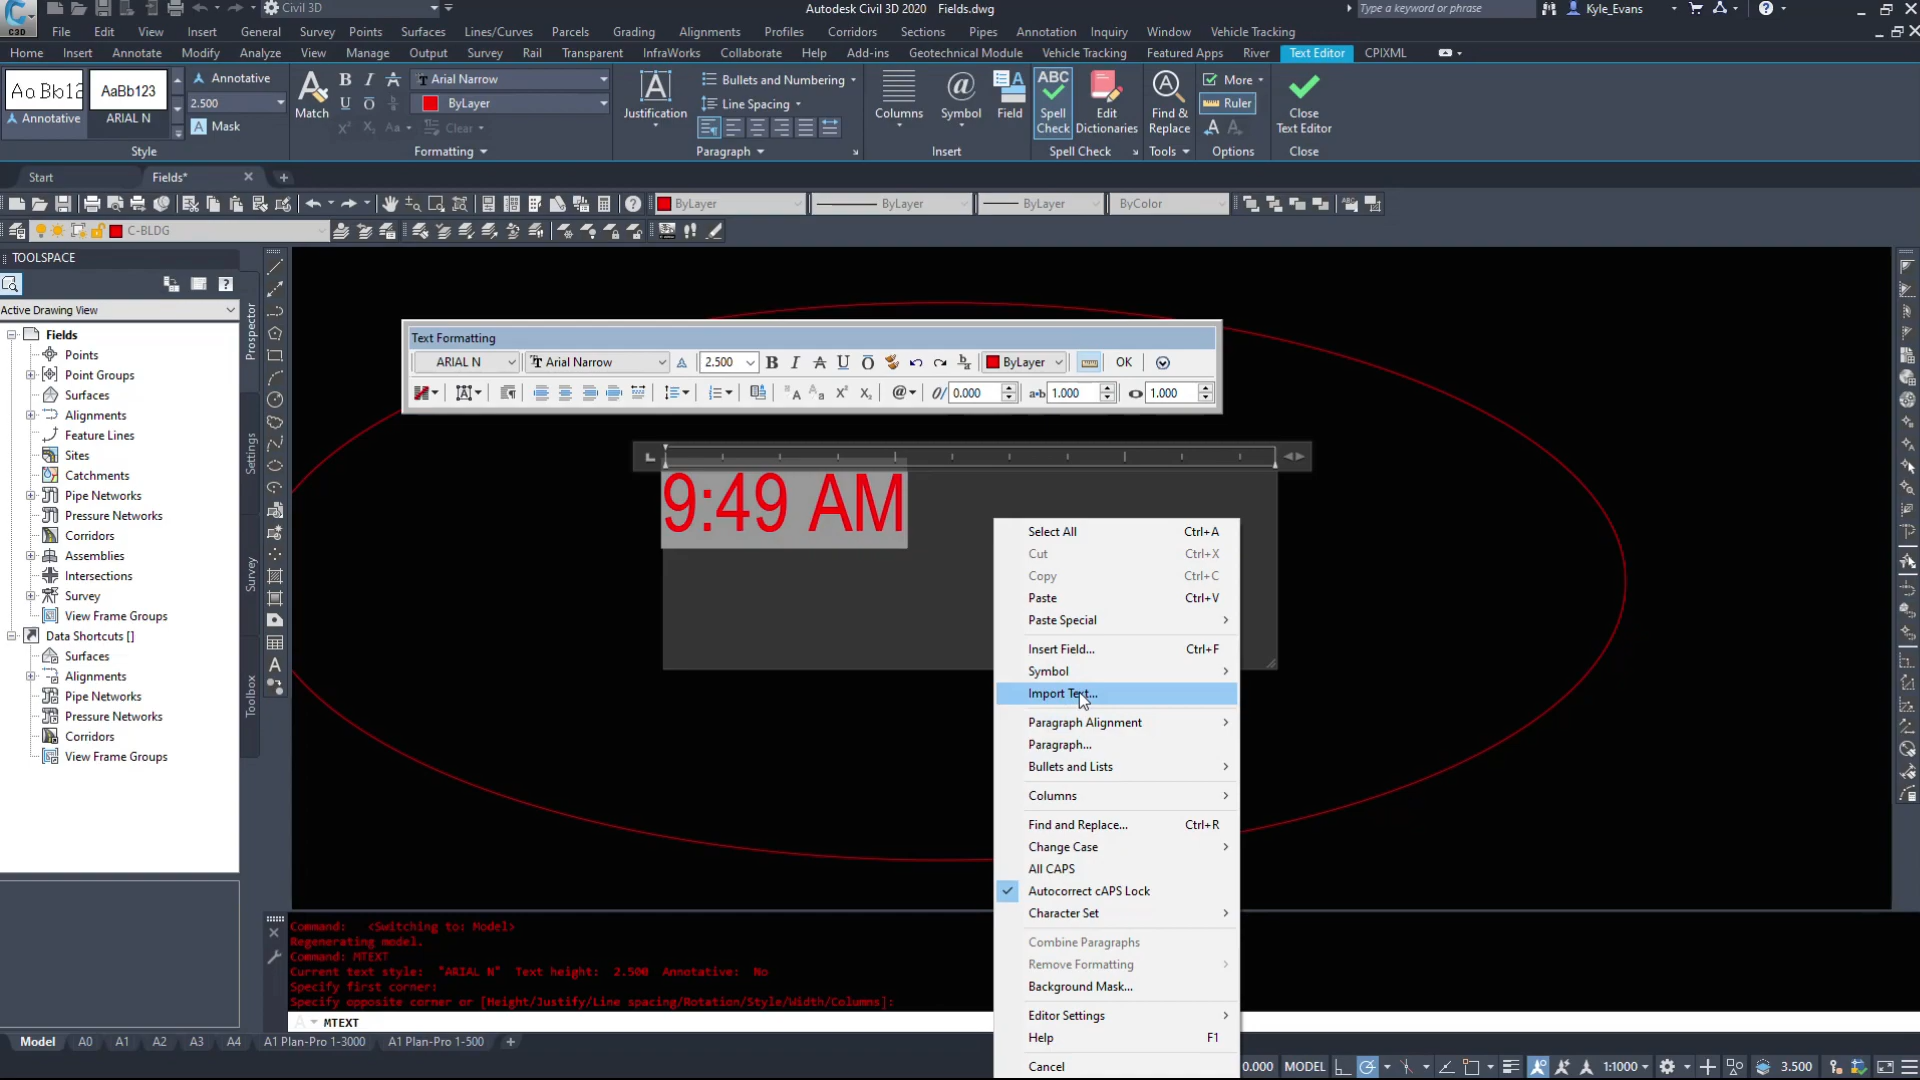 C3D
Civil 3D
Autodesk Civil 3D 2020 Fields.dwg
Type a keyword or phrase
Kyle_Evans
File Edit View Insert General Survey Points Surfaces Lines/Curves Parcels Grading Alignments Profiles Corridors Sections Pipes Annotation Inquiry Window Vehicle Tracking
Home Insert Annotate Modify Analyze View Manage Output Survey Rail Transparent InfraWorks Collaborate Help Add-ins Geotechnical Module Vehicle Tracking Featured Apps River Text Editor CPIXML
Annotative
AaBb123
ARIAL N
Annotative
2.500
Mask
Style
Match
Arial Narrow
ByLayer
Clear
Formatting
Justification
Bullets and Numbering
Line Spacing
Paragraph
Columns
Symbol
Field
Insert
ABC
Spell
Check
Edit
Dictionaries
Spell Check
Find &
Replace
Tools
More
Ruler
Options
Close
Text Editor
Close
Start
Fields*
ByLayer
ByLayer
ByLayer
ByColor
C-BLDG
TOOLSPACE
Active Drawing View
Fields
Points
Point Groups
Surfaces
Alignments
Feature Lines
Sites
Catchments
Pipe Networks
Pressure Networks
Corridors
Assemblies
Intersections
Survey
View Frame Groups
Data Shortcuts []
Surfaces
Alignments
Pipe Networks
Pressure Networks
Corridors
View Frame Groups
Prospector
Settings
Survey
Toolbox
Text Formatting
ARIAL N
Arial Narrow
2.500
ByLayer
OK
0.000
1.000
1.000
9:49 AM
Select All Ctrl+A
Cut Ctrl+X
Copy Ctrl+C
Paste Ctrl+V
Paste Special
Insert Field... Ctrl+F
Symbol
Import Text...
Paragraph Alignment
Paragraph...
Bullets and Lists
Columns
Find and Replace... Ctrl+R
Change Case
All CAPS
Autocorrect cAPS Lock
Character Set
Combine Paragraphs
Remove Formatting
Background Mask...
Editor Settings
Help F1
Cancel
Command: <Switching to: Model>
Regenerating model.
Command: MTEXT
Current text style: "ARIAL N" Text height: 2.500 Annotative: No
Specify first corner:
Specify opposite corner or [Height/Justify/Line spacing/Rotation/Style/Width/Columns]:
MTEXT
Model A0 A1 A2 A3 A4 A1 Plan-Pro 1-3000 A1 Plan-Pro 1-500
0.000 MODEL
1:1000
3.500